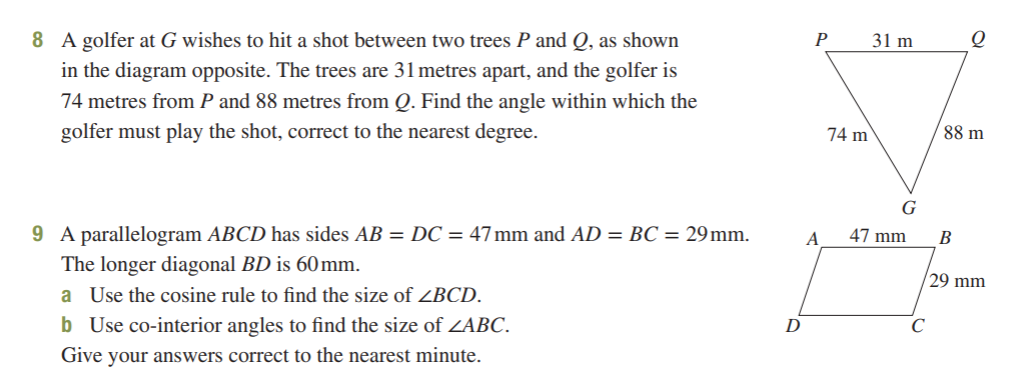 8 A golfer at G wishes to hit a shot between two trees P and Q, as shown
in the diagram opposite. The trees are 31 metres apart, and the golfer is
74 metres from P and 88 metres from Q. Find the angle within which the
golfer must play the shot, correct to the nearest degree.
P 31 m Q
74 m 88 m
G
9 A parallelogram ABCD has sides AB = DC = 47 mm and AD = BC = 29 mm.
The longer diagonal BD is 60 mm.
a Use the cosine rule to find the size of ∠BCD.
b Use co-interior angles to find the size of ∠ABC.
Give your answers correct to the nearest minute.
A 47 mm B
29 mm
D C